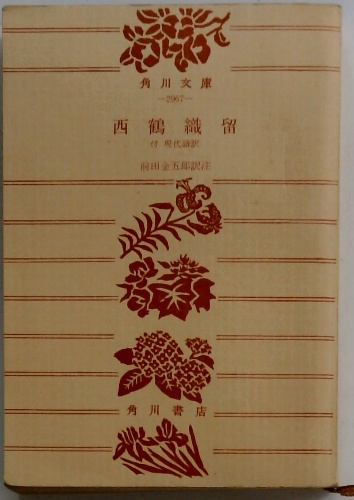 角川文庫
—2967—
西鶴織留
付 現代語訳
前田金五郎訳注
角川書店